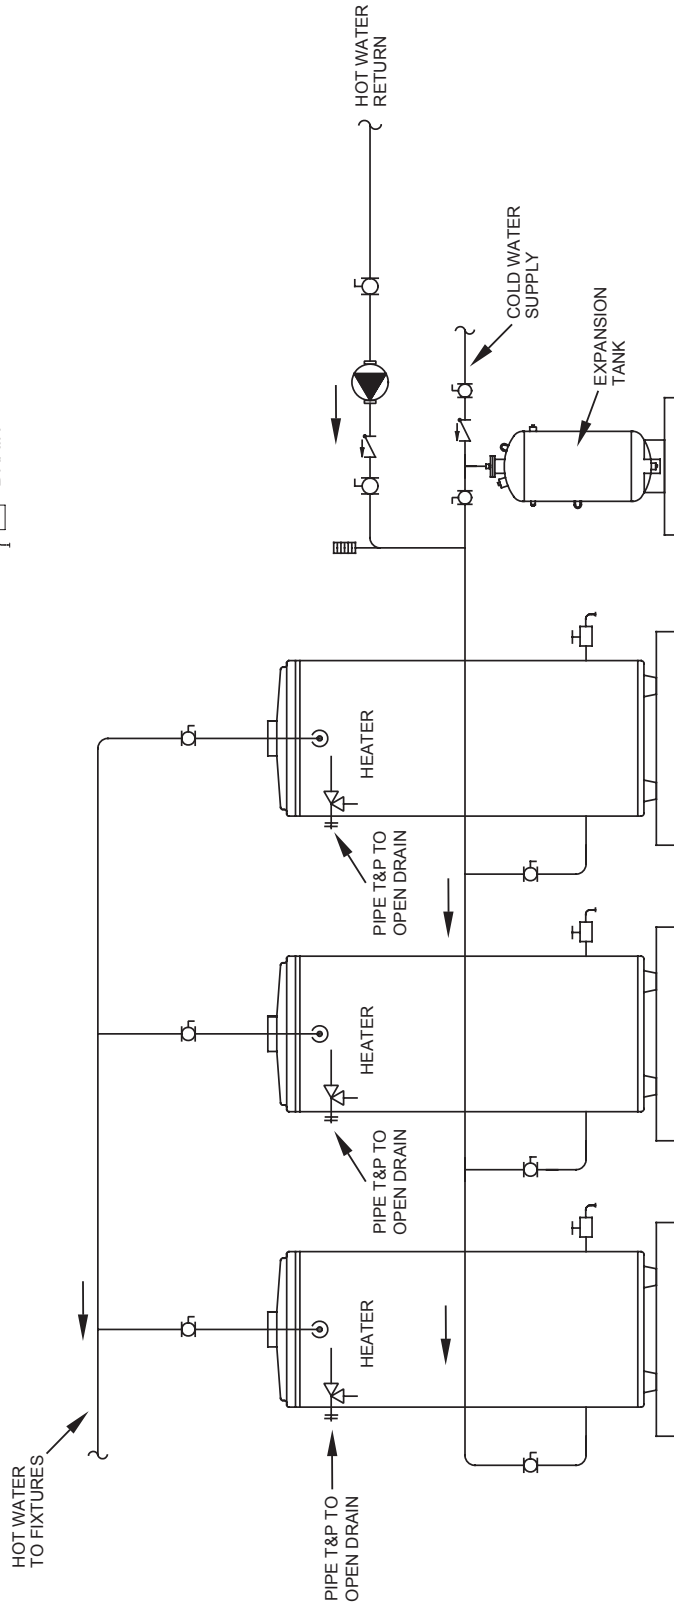 HOT WATER
TO FIXTURES
PIPE T&P TO
OPEN DRAIN
HEATER
PIPE T&P TO
OPEN DRAIN
HEATER
PIPE T&P TO
OPEN DRAIN
HEATER
HOT WATER
RETURN
COLD WATER
SUPPLY
EXPANSION
TANK